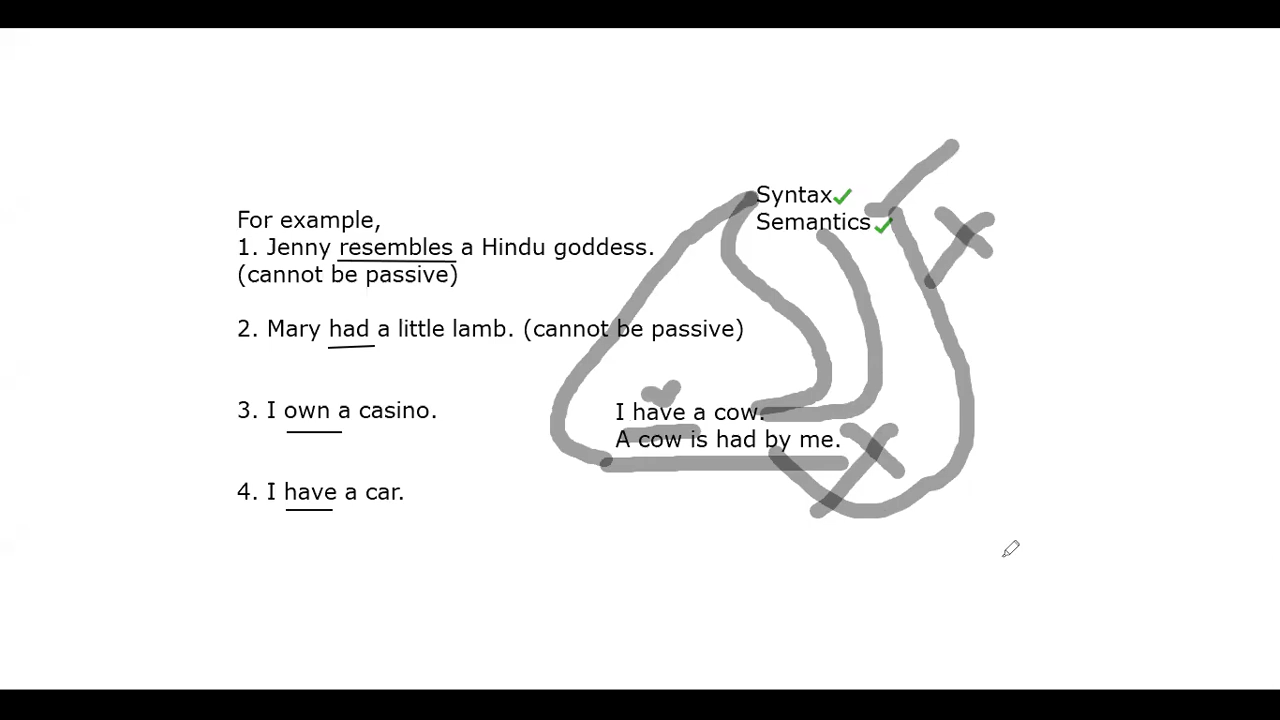 Syntax
Semantics
For example,
1. Jenny resembles a Hindu goddess.
(cannot be passive)
2. Mary had a little lamb. (cannot be passive)
3. I own a casino.
I have a cow.
A cow is had by me.
4. I have a car.